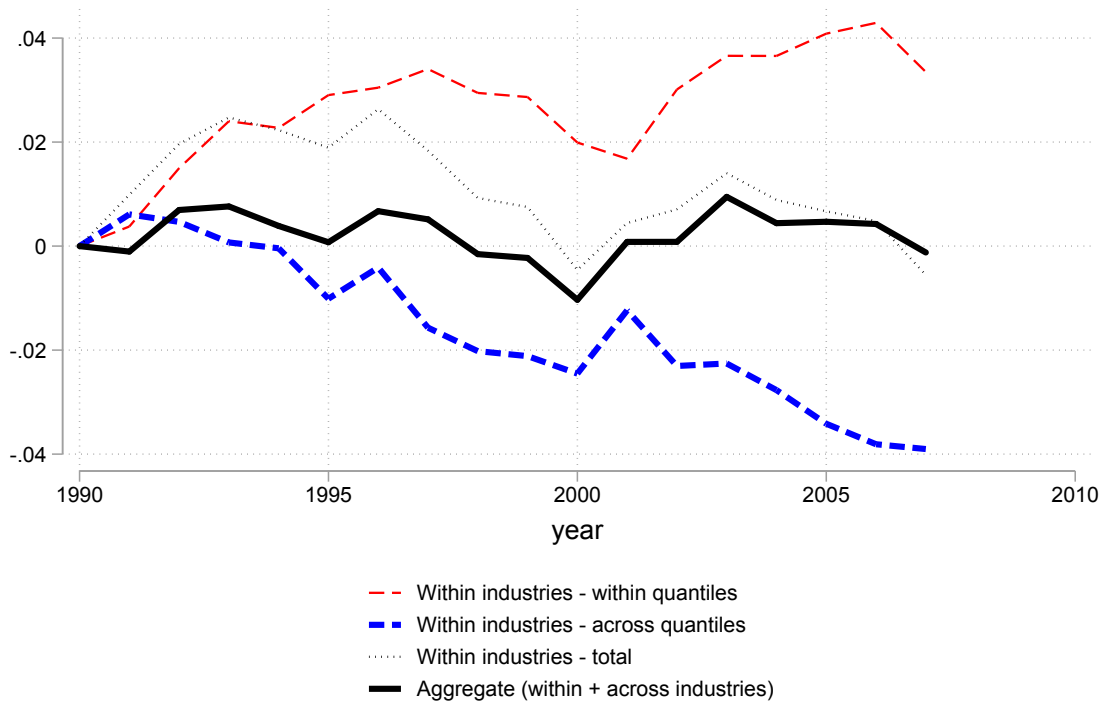 .04
.02
0
-.02
-.04
1990 1995 2000 2005 2010
year
Within industries - within quantiles
Within industries - across quantiles
Within industries - total
Aggregate (within + across industries)